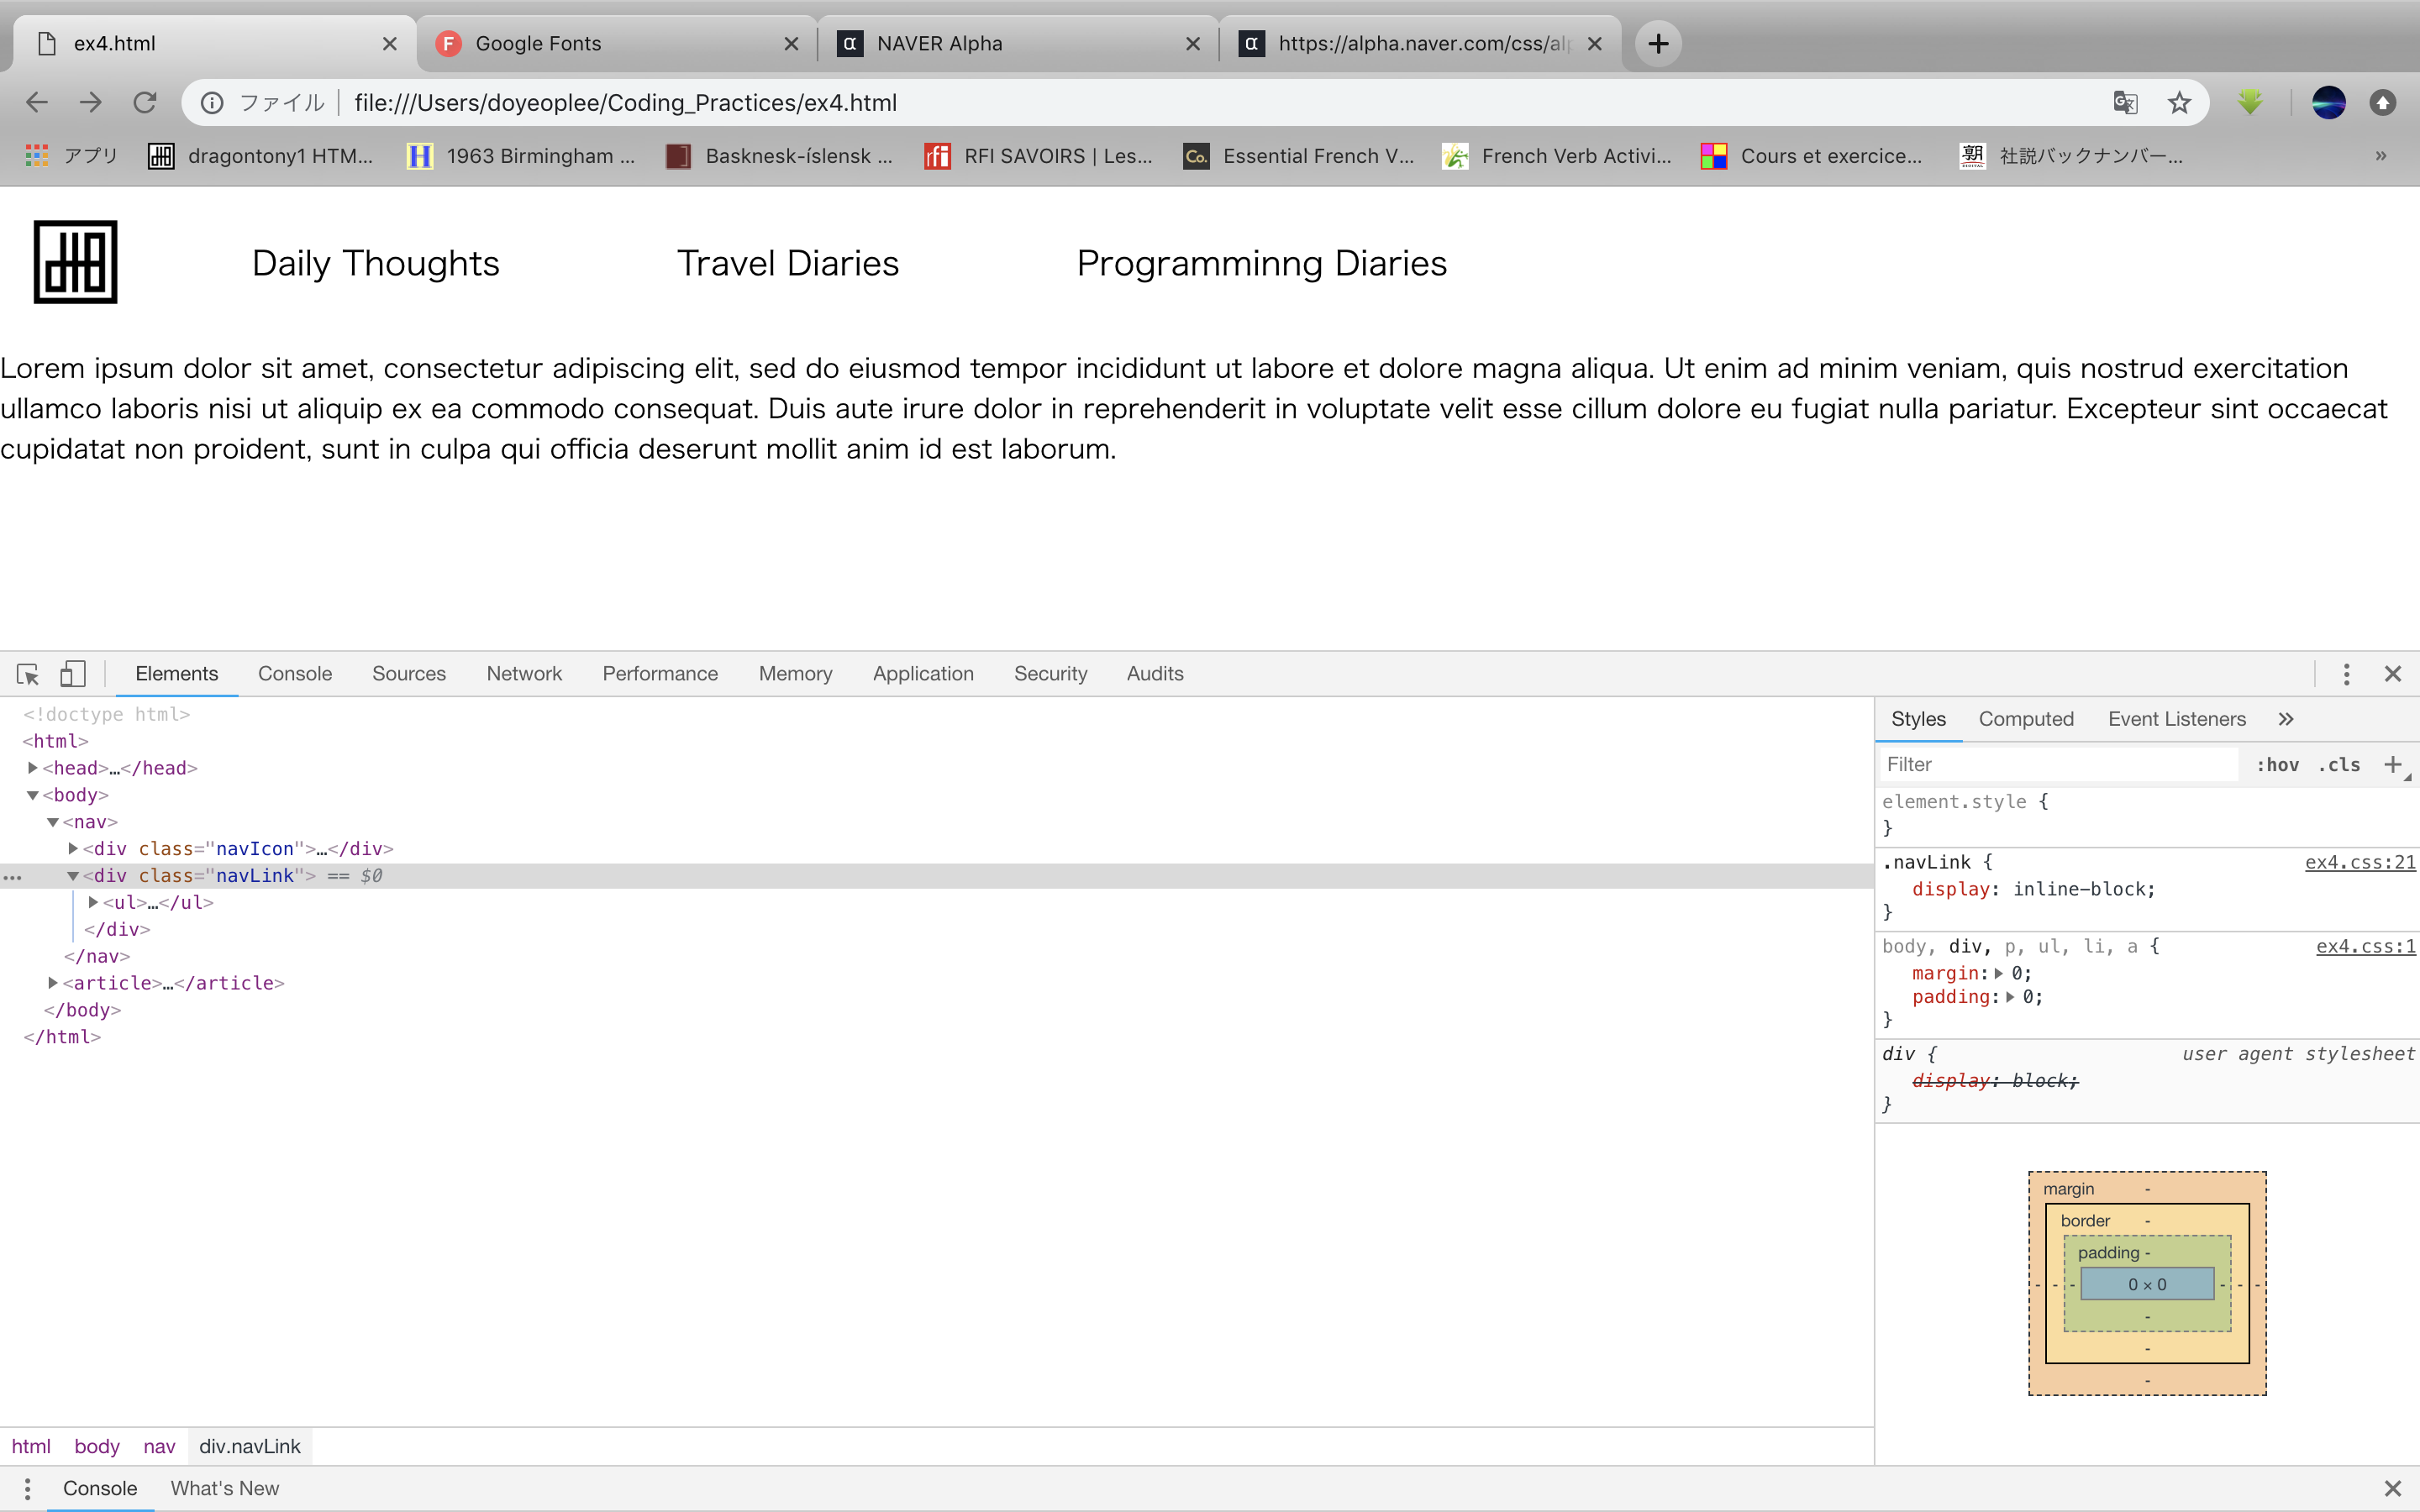 ex4.html
Google Fonts
NAVER Alpha
https://alpha.naver.com/css/alp
ファイル file:///Users/doyeoplee/Coding_Practices/ex4.html
アプリ dragontony1 HTM... 1963 Birmingham ... Basknesk-íslensk ... RFI SAVOIRS | Les... Essential French V... French Verb Activi... Cours et exercice... 社説バックナンバー... »
Daily Thoughts Travel Diaries Programminng Diaries
Lorem ipsum dolor sit amet, consectetur adipiscing elit, sed do eiusmod tempor incididunt ut labore et dolore magna aliqua. Ut enim ad minim veniam, quis nostrud exercitation
ullamco laboris nisi ut aliquip ex ea commodo consequat. Duis aute irure dolor in reprehenderit in voluptate velit esse cillum dolore eu fugiat nulla pariatur. Excepteur sint occaecat
cupidatat non proident, sunt in culpa qui officia deserunt mollit anim id est laborum.
Elements Console Sources Network Performance Memory Application Security Audits
<!doctype html>
<html>
<head>…</head>
<body>
<nav>
<div class="navIcon">…</div>
<div class="navLink"> == $0
<ul>…</ul>
</div>
</nav>
<article>…</article>
</body>
</html>
Styles Computed Event Listeners »
Filter :hov .cls +
element.style {
}
.navLink { ex4.css:21
display: inline-block;
}
body, div, p, ul, li, a { ex4.css:1
margin: 0;
padding: 0;
}
div { user agent stylesheet
display: block;
}
margin -
border -
padding -
- - - 0 × 0 - - -
-
-
-
html body nav div.navLink
Console What's New